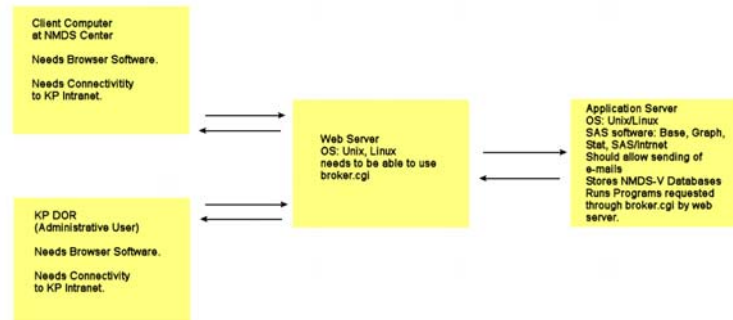 Client Computer
at NMDS Center
Needs Browser Software.
Needs Connectivitity
to KP Intranet.
Web Server
OS: Unix, Linux
needs to be able to use
broker.cgi
Application Server
OS: Unix/Linux
SAS software: Base, Graph,
Stat, SAS/Intrnet
Should allow sending of
e-mails
Stores NMDS-V Databases
Runs Programs requested
through broker.cgi by web
server.
KP DOR
(Administrative User)
Needs Browser Software.
Needs Connectivity
to KP Intranet.